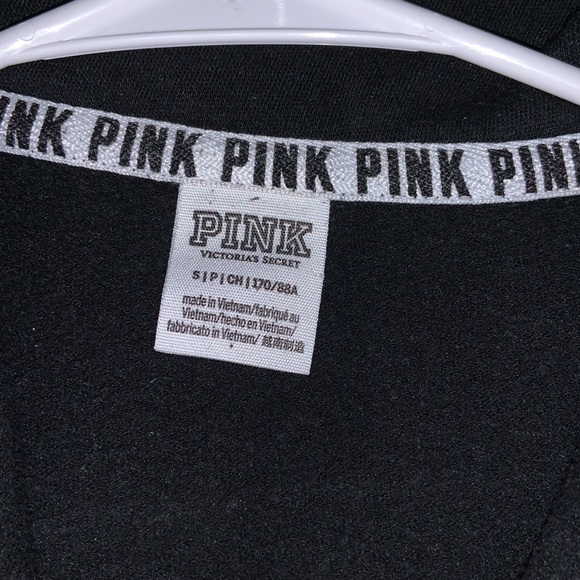 INK PINK PINK PINK PINK
PINK
VICTORIA'S SECRET
S | P | CH | 170/88A
made in Vietnam/fabriqué au
Vietnam/hecho en Vietnam/
fabbricato in Vietnam/ 越南制造